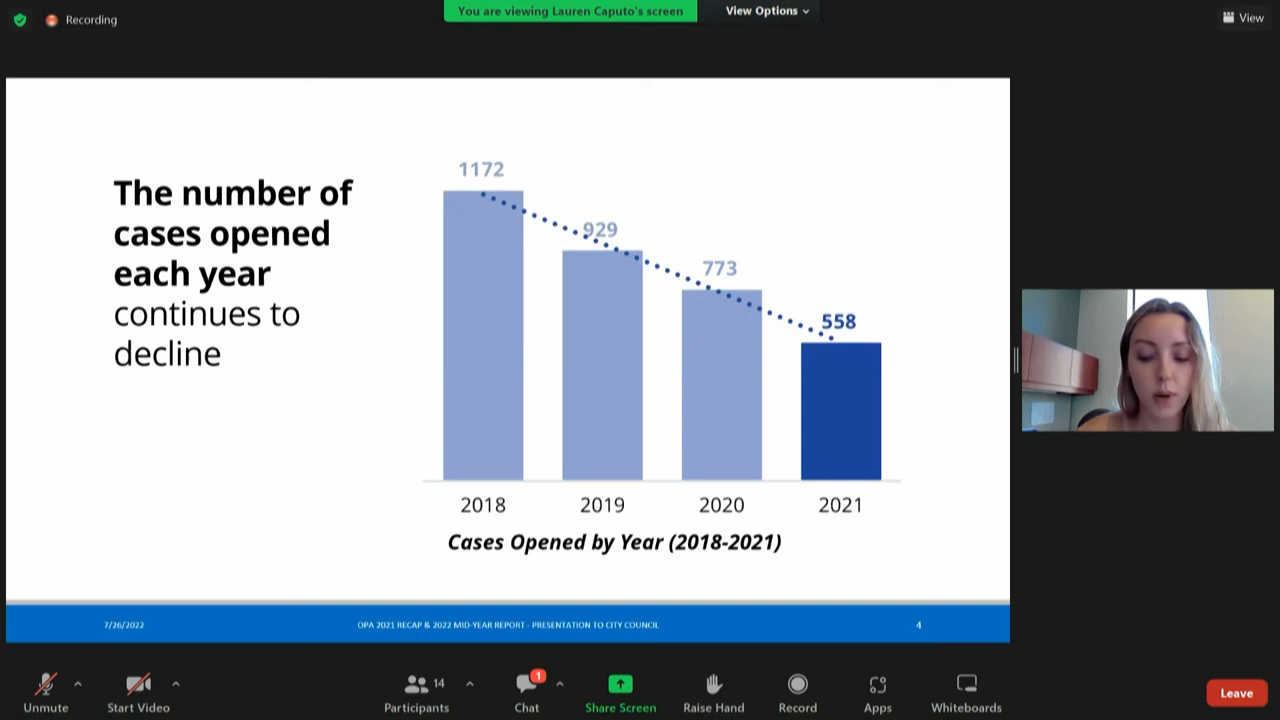 Recording
You are viewing Lauren Caputo's screen
View Options
View
The number of
cases opened
each year
continues to
decline
1172
929
773
558
2018
2019
2020
2021
Cases Opened by Year (2018-2021)
7/26/2022
OPA 2021 RECAP & 2022 MID-YEAR REPORT - PRESENTATION TO CITY COUNCIL
4
Unmute
Start Video
14
Participants
1
Chat
Share Screen
Raise Hand
Record
Apps
Whiteboards
Leave